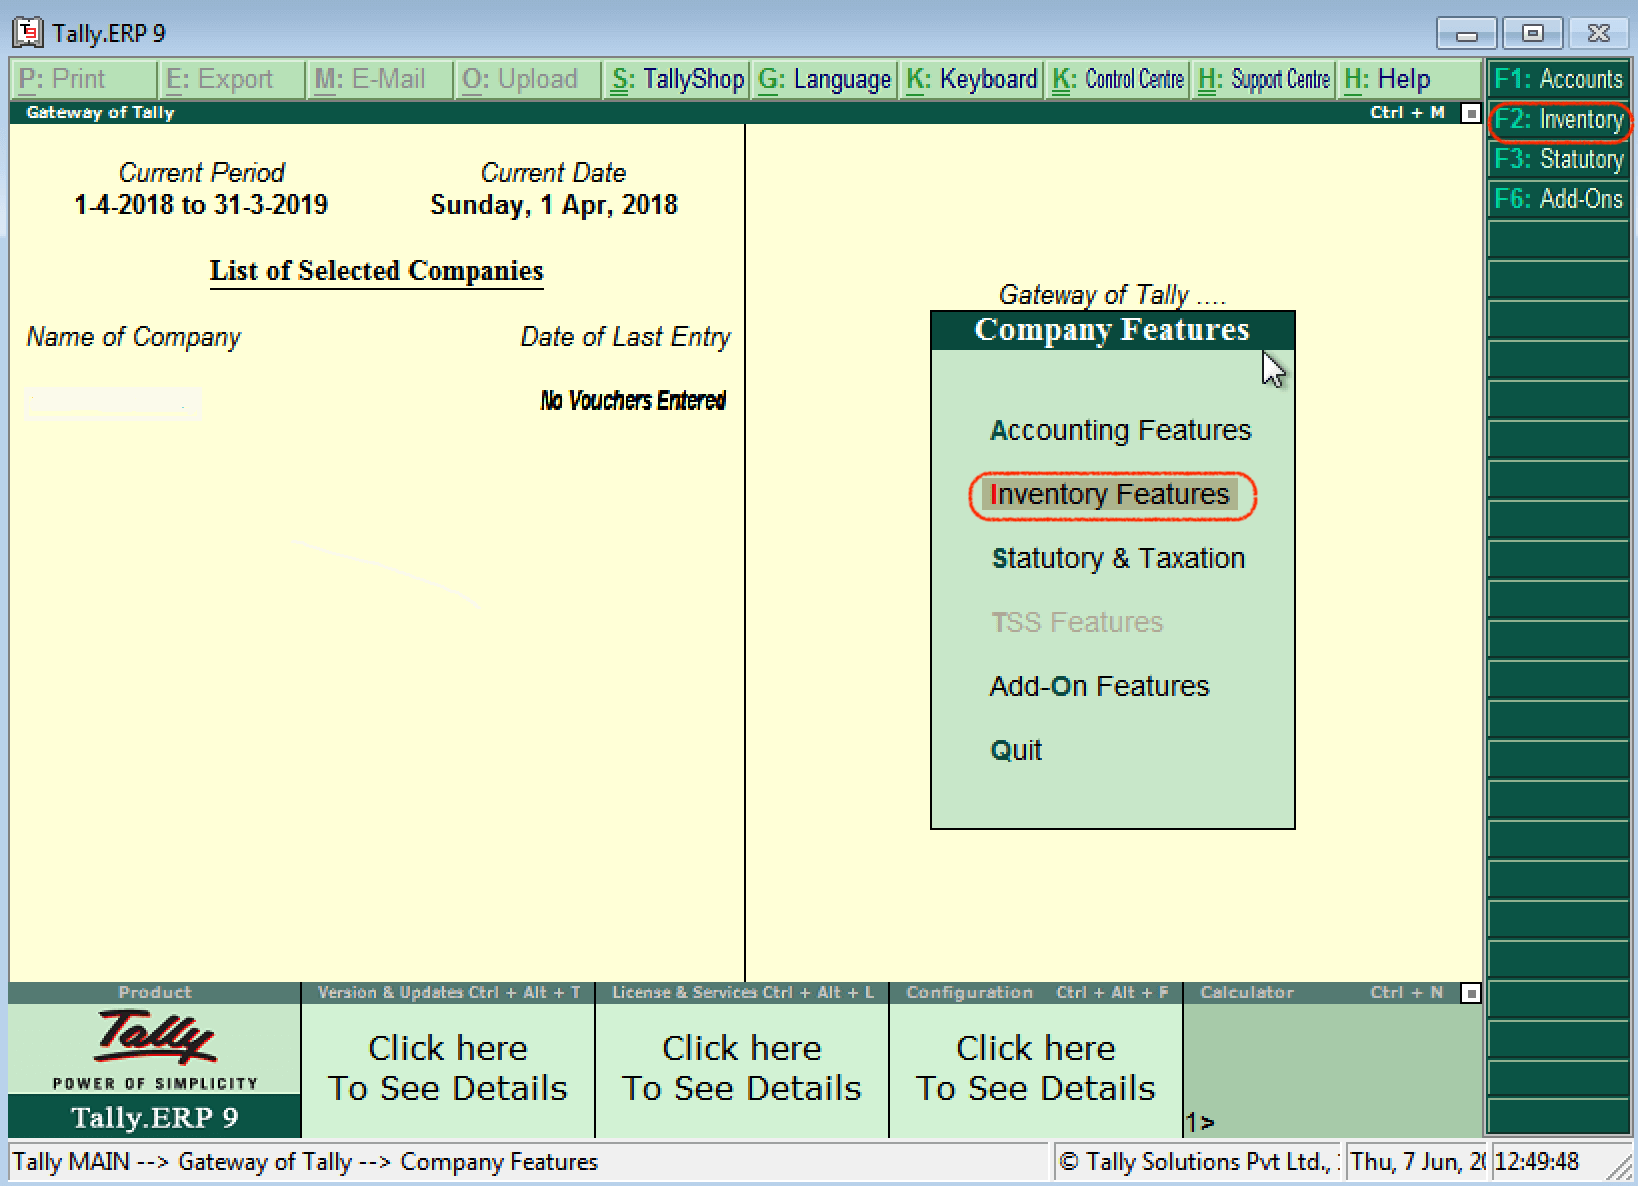 Tally.ERP 9
P: Print E: Export M: E-Mail O: Upload S: TallyShop G: Language K: Keyboard K: Control Centre H: Support Centre H: Help
F1: Accounts
F2: Inventory
F3: Statutory
F6: Add-Ons
Gateway of Tally Ctrl + M
Current Period Current Date
1-4-2018 to 31-3-2019 Sunday, 1 Apr, 2018
List of Selected Companies
Name of Company Date of Last Entry
No Vouchers Entered
Gateway of Tally ....
Company Features
Accounting Features
Inventory Features
Statutory & Taxation
TSS Features
Add-On Features
Quit
Product Version & Updates Ctrl + Alt + T License & Services Ctrl + Alt + L Configuration Ctrl + Alt + F Calculator Ctrl + N
Tally
POWER OF SIMPLICITY
Tally.ERP 9
Click here
To See Details
Click here
To See Details
Click here
To See Details
1>
Tally MAIN --> Gateway of Tally --> Company Features © Tally Solutions Pvt Ltd., Thu, 7 Jun, 12:49:48